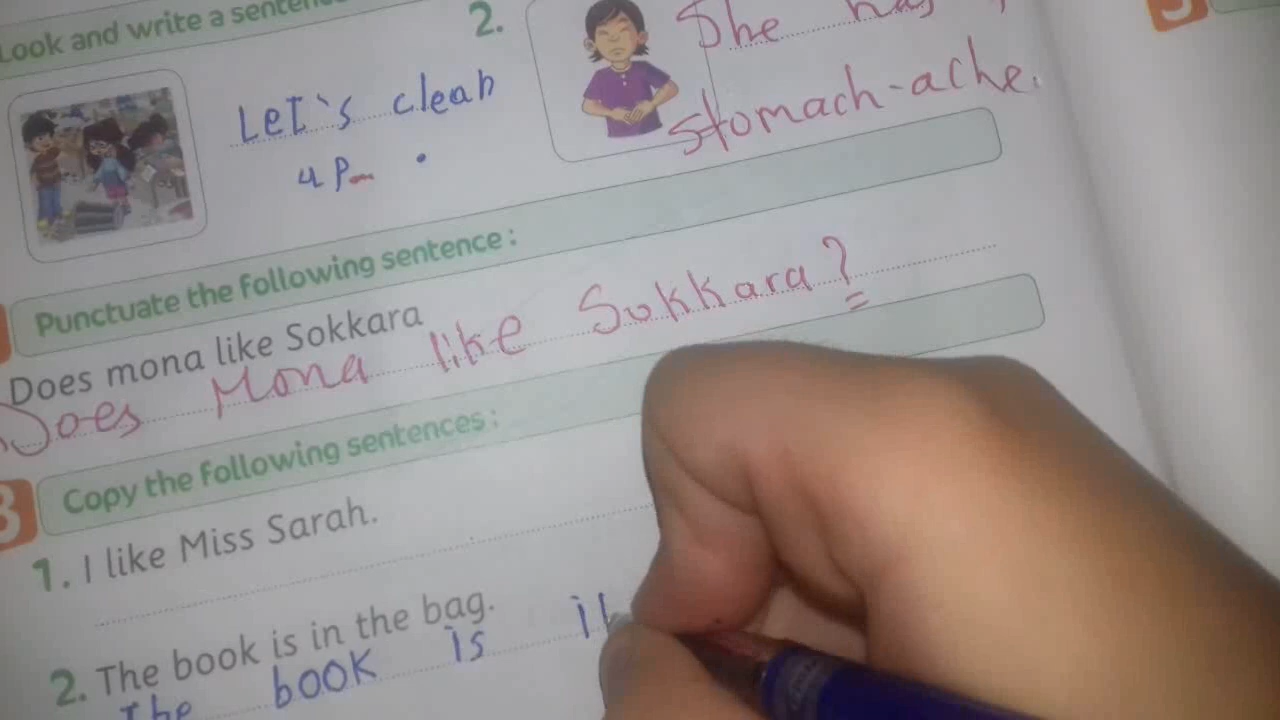 Look and write a sentence
2.
She has
Let's clean
up.
stomach-ache.
Punctuate the following sentence:
Does mona like Sokkara
Does Mona like Sokkara?
3
Copy the following sentences:
1. I like Miss Sarah.
2. The book is in the bag.
The book is